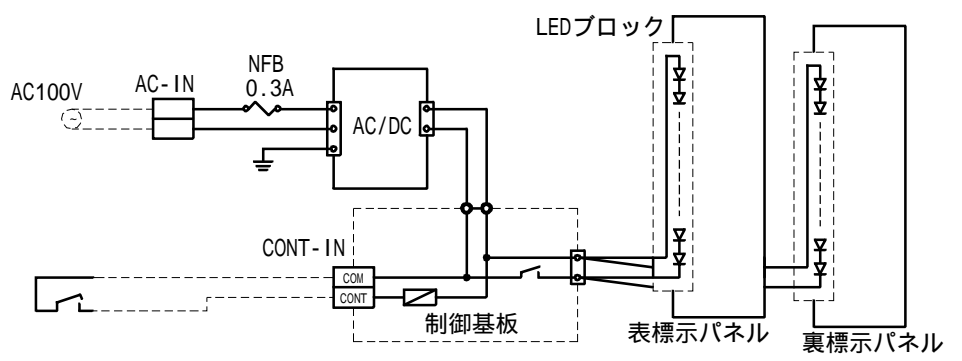 LEDブロック
NFB
0.3A
AC-IN
AC100V
~
AC/DC
CONT-IN
COM
CONT
制御基板
表標示パネル
裏標示パネル